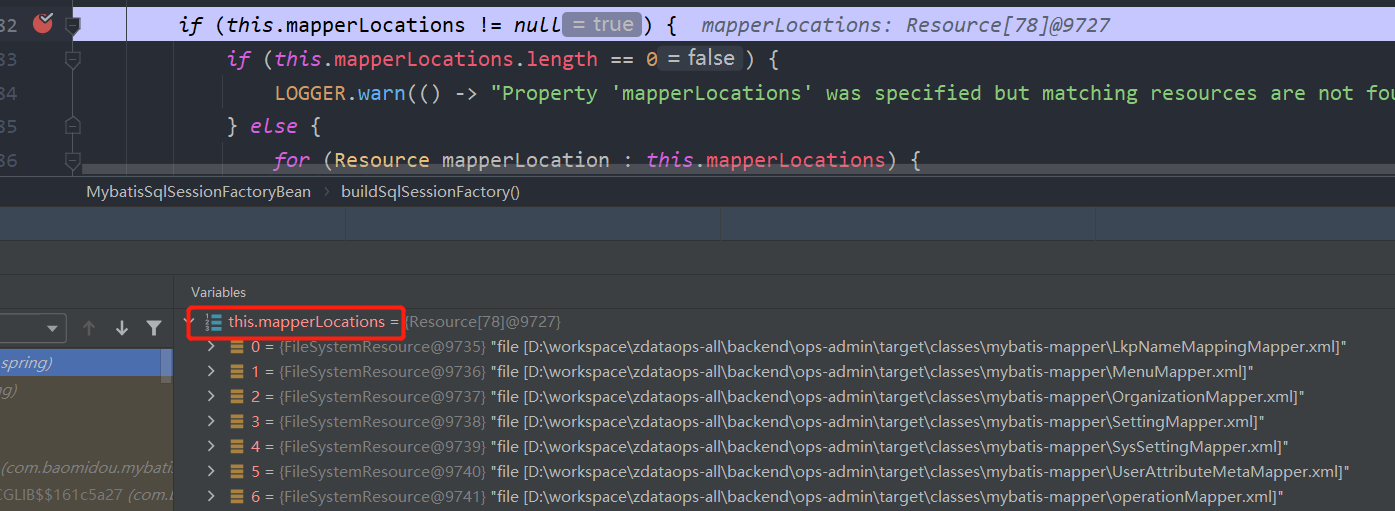 82 if (this.mapperLocations != null = true ) { mapperLocations: Resource[78]@9727
83 if (this.mapperLocations.length == 0 = false ) {
84 LOGGER.warn(() -> "Property 'mapperLocations' was specified but matching resources are not fou
85 } else {
86 for (Resource mapperLocation : this.mapperLocations) {
MybatisSqlSessionFactoryBean > buildSqlSessionFactory()
Variables
this.mapperLocations = {Resource[78]@9727}
spring)
0 = {FileSystemResource@9735} "file [D:\workspace\zdataops-all\backend\ops-admin\target\classes\mybatis-mapper\LkpNameMappingMapper.xml]"
1 = {FileSystemResource@9736} "file [D:\workspace\zdataops-all\backend\ops-admin\target\classes\mybatis-mapper\MenuMapper.xml]"
ng)
2 = {FileSystemResource@9737} "file [D:\workspace\zdataops-all\backend\ops-admin\target\classes\mybatis-mapper\OrganizationMapper.xml]"
3 = {FileSystemResource@9738} "file [D:\workspace\zdataops-all\backend\ops-admin\target\classes\mybatis-mapper\SettingMapper.xml]"
4 = {FileSystemResource@9739} "file [D:\workspace\zdataops-all\backend\ops-admin\target\classes\mybatis-mapper\SysSettingMapper.xml]"
(com.baomidou.mybatis.
5 = {FileSystemResource@9740} "file [D:\workspace\zdataops-all\backend\ops-admin\target\classes\mybatis-mapper\UserAttributeMetaMapper.xml]"
CGLIB$$161c5a27 (com.b
6 = {FileSystemResource@9741} "file [D:\workspace\zdataops-all\backend\ops-admin\target\classes\mybatis-mapper\operationMapper.xml]"